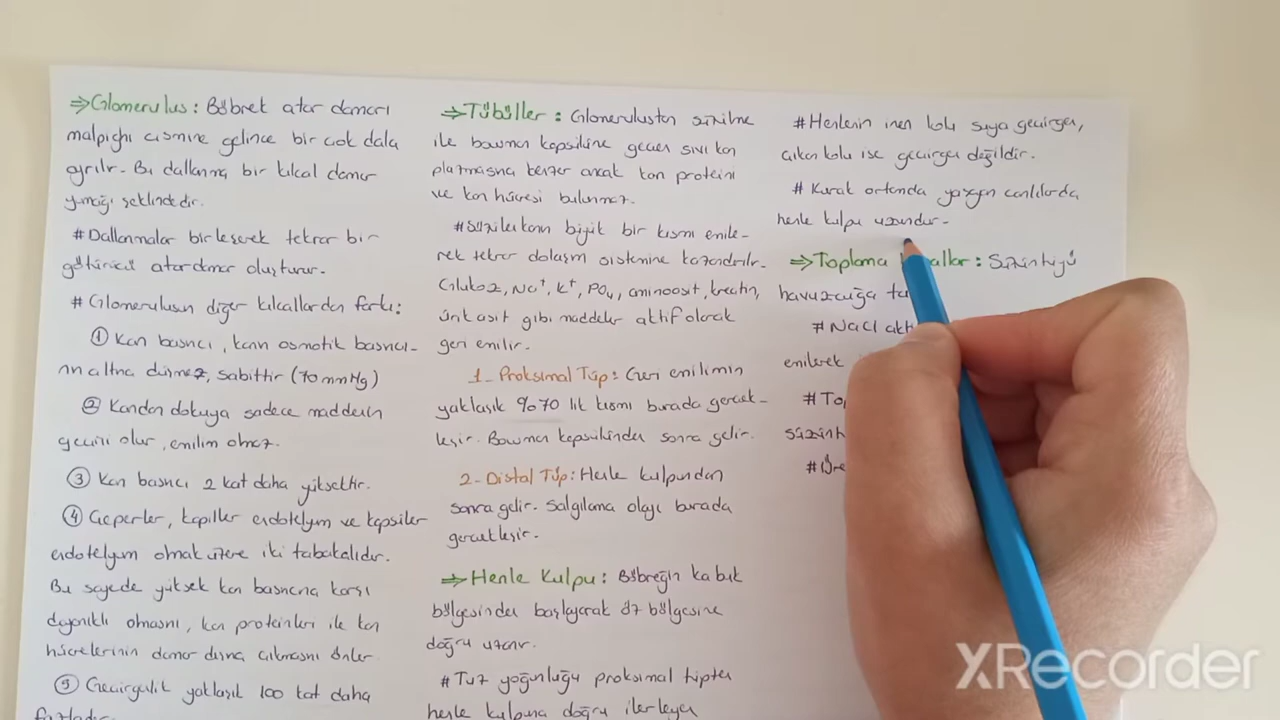 ⇒Glomerulus: Böbrek atar damarı
malpighi cismine gelince bir çok dala
ayrılır. Bu dallanma bir kılcal damar
yumağı şeklindedir.
#Dallanmalar birleşerek tekrar bir
götürücü atardamar oluşturur.
# Glomerulusun diğer kılcallardan farkı:
① Kan basıncı, kanın osmotik basıncı-
nın altına düşmez, sabittir (70 mmHg)
② Kandan dokuya sadece maddenin
geçişi olur, emilim olmaz.
③ Kan basıncı 2 kat daha yüksektir.
④ Çeperler, kapiller endotelyum ve kapsüler
endotelyum olmak üzere iki tabakalıdır.
Bu sayede yüksek kan basıncına karşı
dayanıklı olmasını, kan proteinleri ile kan
hücrelerinin damar dışına çıkmasını önler.
⑤ Geçirgenlik yaklaşık 100 kat daha
fazladır.
⇒Tübüller: Glomerulustan süzülme
ile bowman kapsülüne geçen sıvı kan
plazmasına benzer ancak kan proteini
ve kan hücresi bulunmaz.
#Süzülen kanın büyük bir kısmı emile-
rek tekrar dolaşım sistemine kazandırılır.
Glukoz, Na⁺, K⁺, PO₄, aminoasit, kreatin,
ürik asit gibi maddeler aktif olarak
geri emilir.
1- Proksimal Tüp: Geri emilimin
yaklaşık %70 lik kısmı burada gerçek-
leşir. Bowman kapsülünden sonra gelir.
2- Distal Tüp: Henle kulpundan
sonra gelir. Salgılama olayı burada
gerçekleşir.
⇒Henle Kulpu: Böbreğin kabuk
bölgesinden başlayarak öz bölgesine
doğru uzanır.
#Tuz yoğunluğu proksimal tüpten
henle kulpuna doğru ilerleyen
#Henlenin inen kolu suya geçirgen,
çıkan kolu ise geçirgen değildir.
# Kurak ortamda yaşayan canlılarda
henle kulpu uzundur.
⇒Toplama Kanallar: Süzüntüyü
havuzcuğa
#NaCl
emilerek